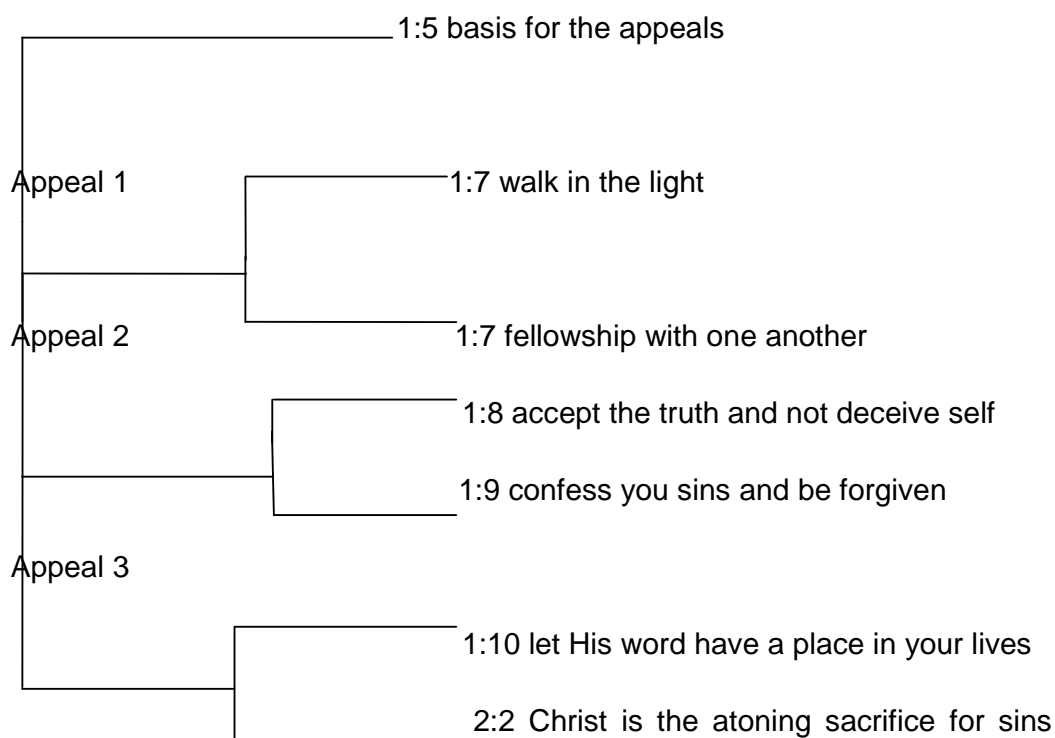 1:5 basis for the appeals
Appeal 1
1:7 walk in the light
Appeal 2
1:7 fellowship with one another
1:8 accept the truth and not deceive self
1:9 confess you sins and be forgiven
Appeal 3
1:10 let His word have a place in your lives
2:2 Christ is the atoning sacrifice for sins